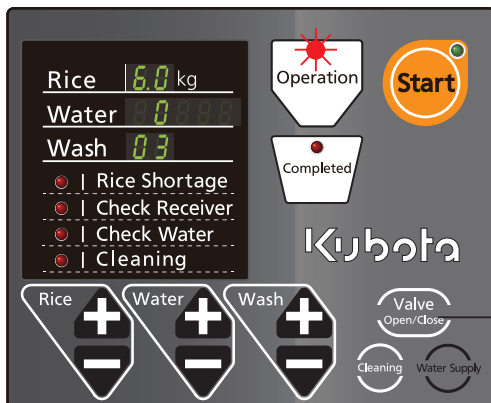 Rice 6.0 kg
Water 0
Wash 03
Rice Shortage
Check Receiver
Check Water
Cleaning
Operation
Start
Completed
Kubota
Rice
Water
Wash
Valve
Open/Close
Cleaning
Water Supply